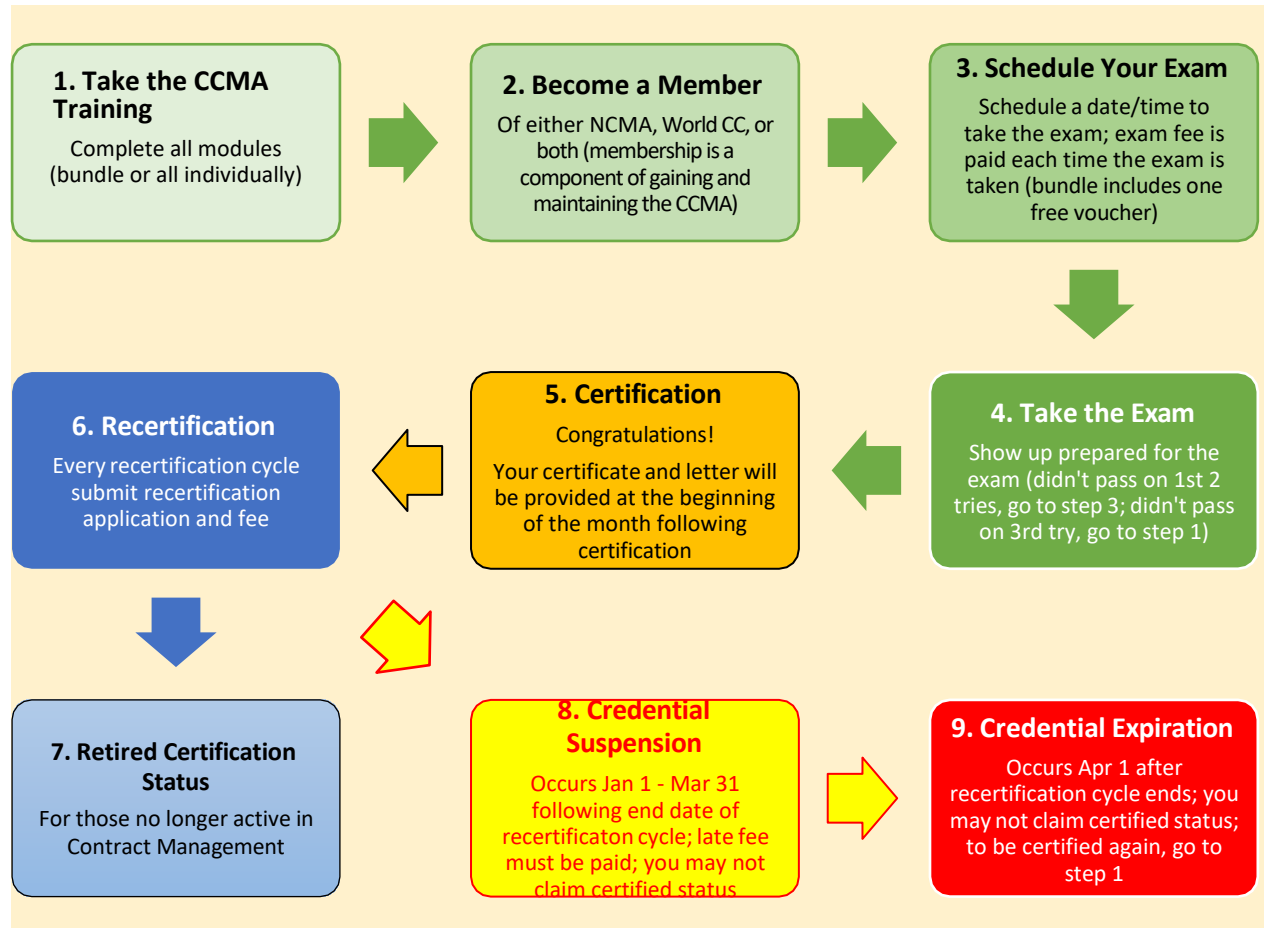 1. Take the CCMA
Training
Complete all modules
(bundle or all individually)
2. Become a Member
Of either NCMA, World CC, or
both (membership is a
component of gaining and
maintaining the CCMA)
3. Schedule Your Exam
Schedule a date/time to
take the exam; exam fee is
paid each time the exam is
taken (bundle includes one
free voucher)
4. Take the Exam
Show up prepared for the
exam (didn't pass on 1st 2
tries, go to step 3; didn't pass
on 3rd try, go to step 1)
5. Certification
Congratulations!
Your certificate and letter will
be provided at the beginning
of the month following
certification
6. Recertification
Every recertification cycle
submit recertification
application and fee
7. Retired Certification
Status
For those no longer active in
Contract Management
8. Credential
Suspension
Occurs Jan 1 - Mar 31
following end date of
recertificaton cycle; late fee
must be paid; you may not
claim certified status
9. Credential Expiration
Occurs Apr 1 after
recertification cycle ends; you
may not claim certified status;
to be certified again, go to
step 1